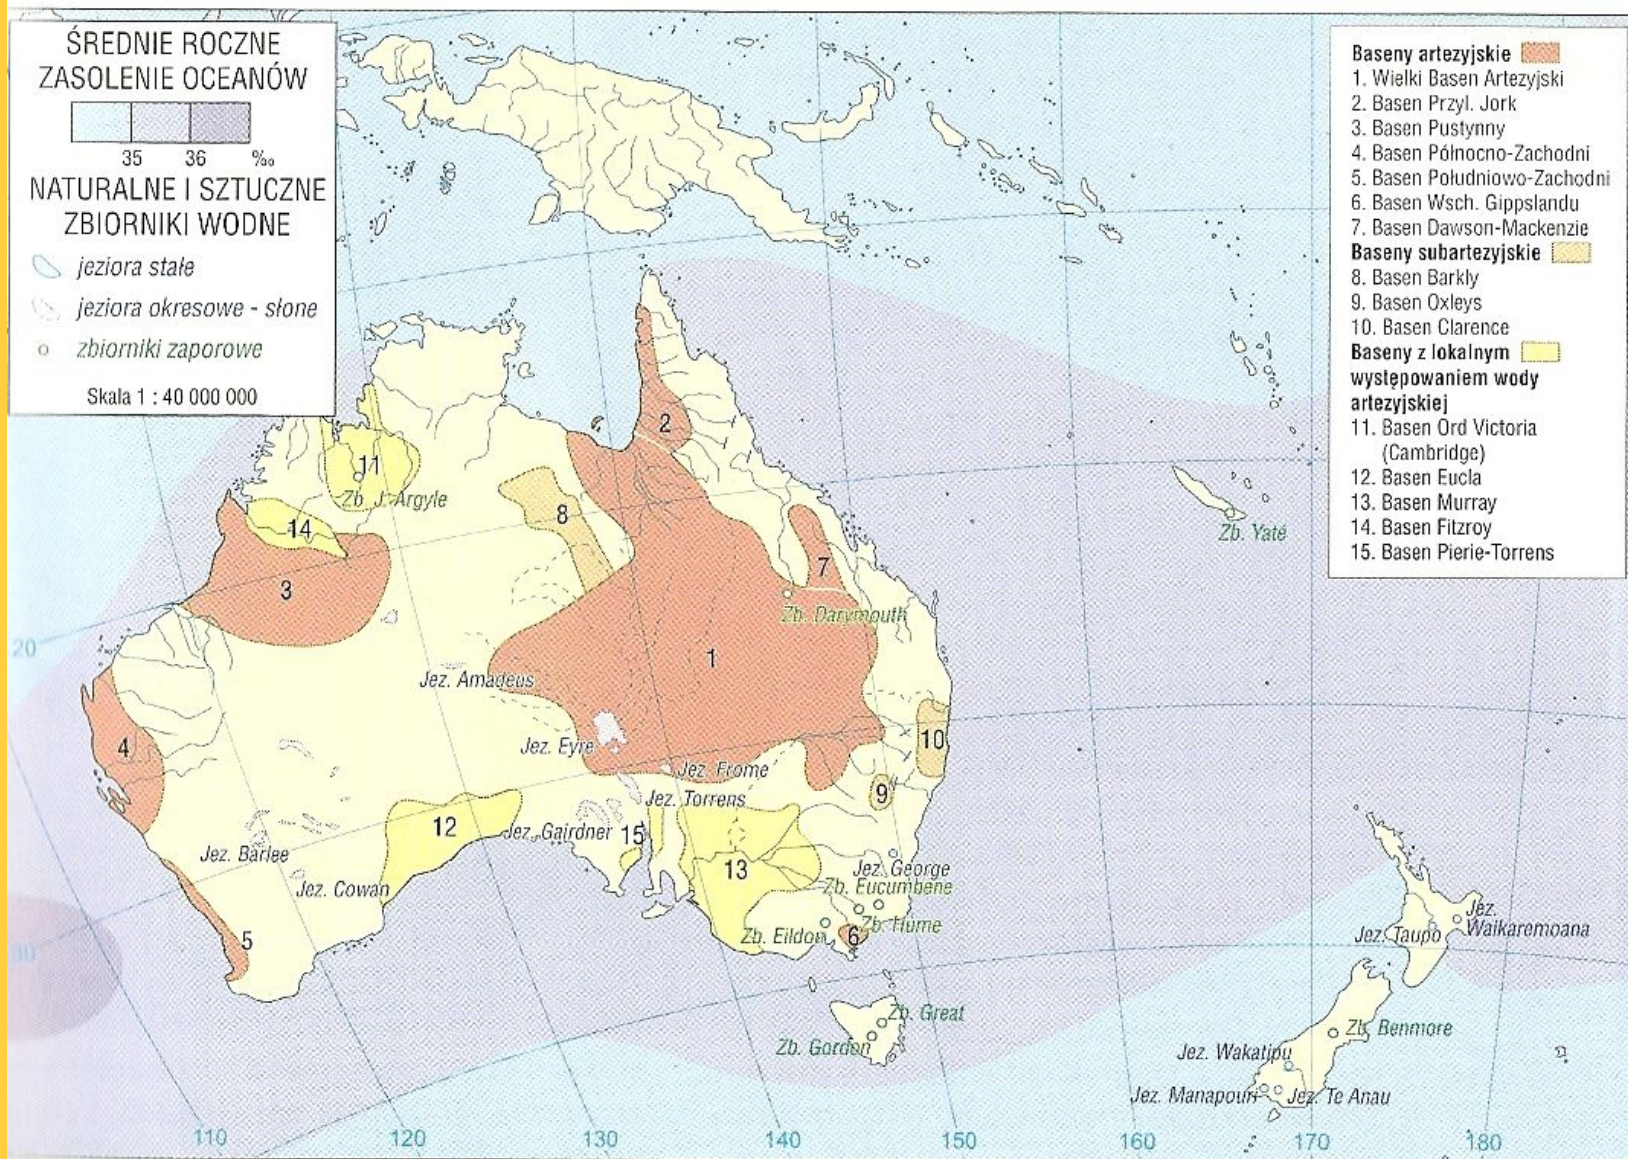 ŚREDNIE ROCZNE
ZASOLENIE OCEANÓW
35 36 ‰
NATURALNE I SZTUCZNE
ZBIORNIKI WODNE
jeziora stałe
jeziora okresowe - słone
zbiorniki zaporowe
Skala 1 : 40 000 000
Baseny artezyjskie
1. Wielki Basen Artezyjski
2. Basen Przyl. Jork
3. Basen Pustynny
4. Basen Północno-Zachodni
5. Basen Południowo-Zachodni
6. Basen Wsch. Gippslandu
7. Basen Dawson-Mackenzie
Baseny subartezyjskie
8. Basen Barkly
9. Basen Oxleys
10. Basen Clarence
Baseny z lokalnym
występowaniem wody
artezyjskiej
11. Basen Ord Victoria
(Cambridge)
12. Basen Eucla
13. Basen Murray
14. Basen Fitzroy
15. Basen Pierie-Torrens
2
11
Zb. J. Argyle
8
14
Zb. Yaté
7
3
Zb. Darymouth
20
1
Jez. Amadeus
4
Jez. Eyre
10
Jez. Frome
9
Jez. Torrens
12
Jez. Gairdner
15
Jez. Barlee
13
Jez. George
Jez. Cowan
Zb. Eucumbene
Zb. Hume
Jez.
Waikaremoana
Jez. Taupo
5
Zb. Eildon
6
30
Zb. Great
Zb. Gordon
Zb. Benmore
Jez. Wakatipu
Jez. Manapouri
Jez. Te Anau
110 120 130 140 150 160 170 180